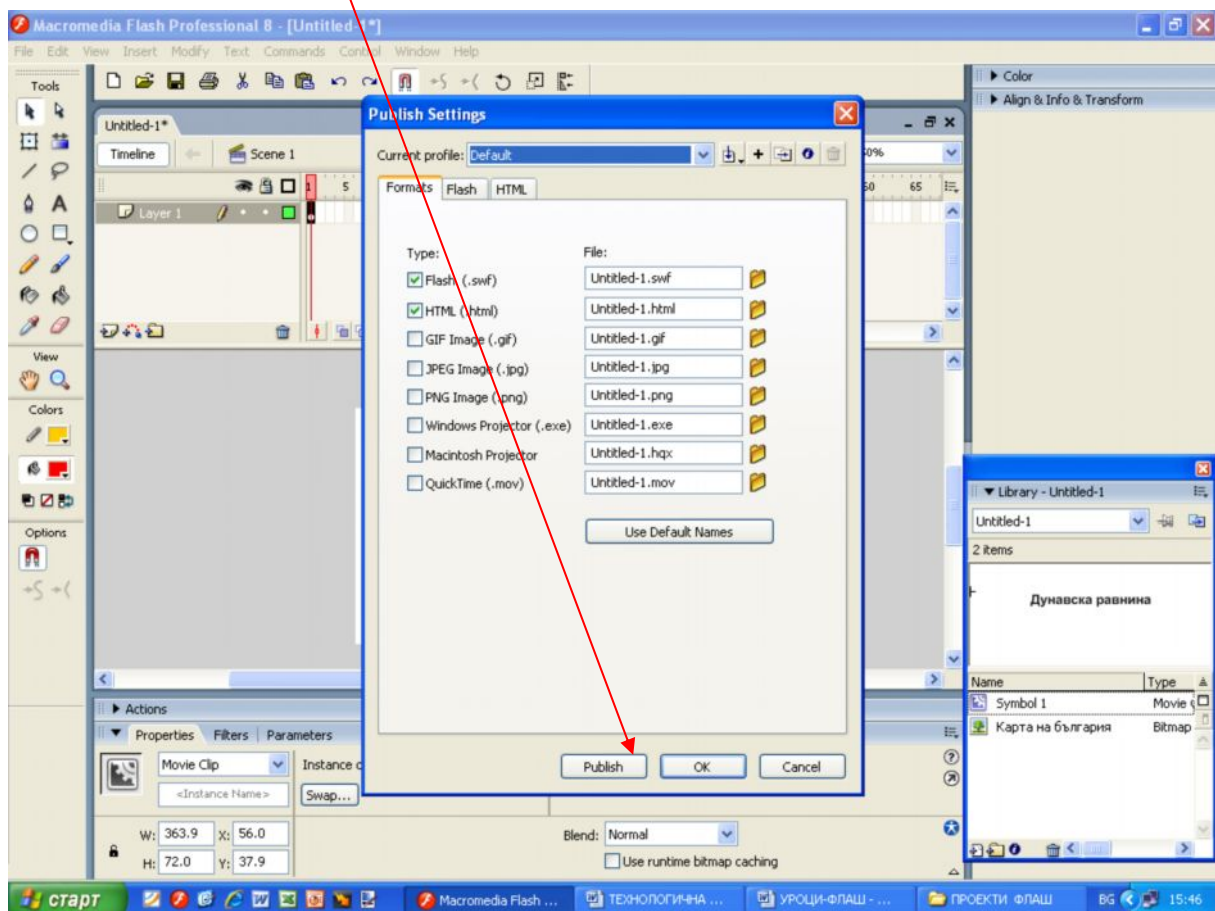 Macromedia Flash Professional 8 - [Untitled-1*]
File Edit View Insert Modify Text Commands Control Window Help
Tools
Color
Align & Info & Transform
Untitled-1*
Timeline
Scene 1
1 5
60 65
Layer 1
View
Colors
Options
Publish Settings
Current profile: Default
Formats Flash HTML
Type: File:
Flash (.swf) Untitled-1.swf
HTML (.html) Untitled-1.html
GIF Image (.gif) Untitled-1.gif
JPEG Image (.jpg) Untitled-1.jpg
PNG Image (.png) Untitled-1.png
Windows Projector (.exe) Untitled-1.exe
Macintosh Projector Untitled-1.hqx
QuickTime (.mov) Untitled-1.mov
Use Default Names
Publish OK Cancel
Library - Untitled-1
Untitled-1
2 items
Дунавска равнина
Name Type
Symbol 1 Movie
Карта на българия Bitmap
Actions
Properties Filters Parameters
Movie Clip
Instance
<Instance Name>
Swap...
W: 363.9 X: 56.0
H: 72.0 Y: 37.9
Blend: Normal
Use runtime bitmap caching
старт
Macromedia Flash ...
ТЕХНОЛОГИЧНА ...
УРОЦИ-ФЛАШ - ...
ПРОЕКТИ ФЛАШ
BG
15:46